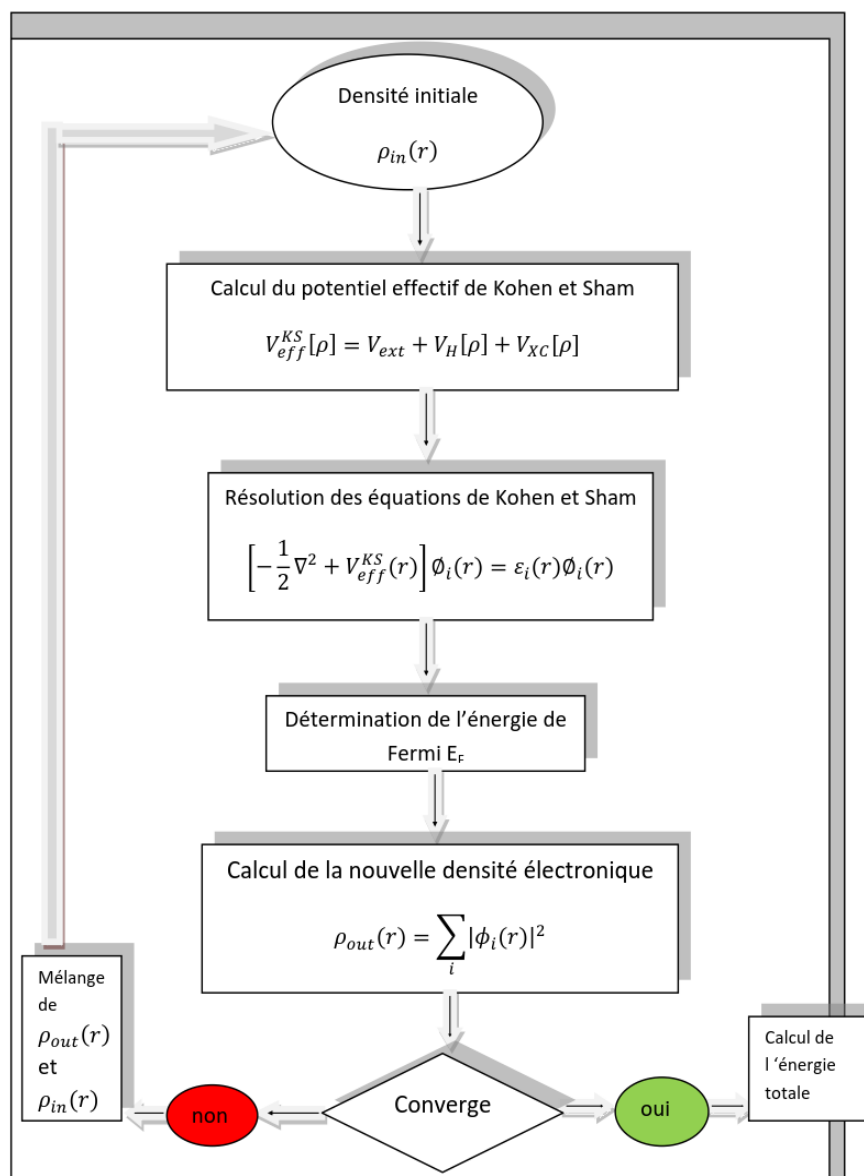 Densité initiale
ρ_in(r)
Calcul du potentiel effectif de Kohen et Sham
V_eff^KS[ρ] = V_ext + V_H[ρ] + V_XC[ρ]
Résolution des équations de Kohen et Sham
[−1/2 ∇² + V_eff^KS(r)] ∅_i(r) = ε_i(r)∅_i(r)
Détermination de l’énergie de
Fermi E_F
Calcul de la nouvelle densité électronique
ρ_out(r) = ∑_i |ϕ_i(r)|²
Mélange
de
ρ_out(r)
et
ρ_in(r)
non
Converge
oui
Calcul de
l ‘énergie
totale